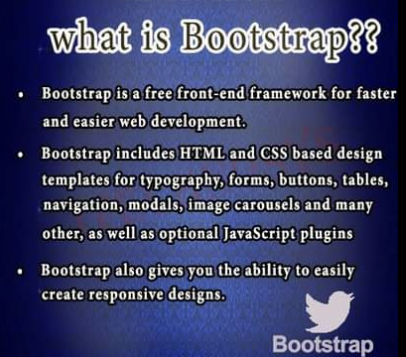 what is Bootstrap??
• Bootstrap is a free front-end framework for faster
and easier web development.
• Bootstrap includes HTML and CSS based design
templates for typography, forms, buttons, tables,
navigation, modals, image carousels and many
other, as well as optional JavaScript plugins
• Bootstrap also gives you the ability to easily
create responsive designs.
Bootstrap